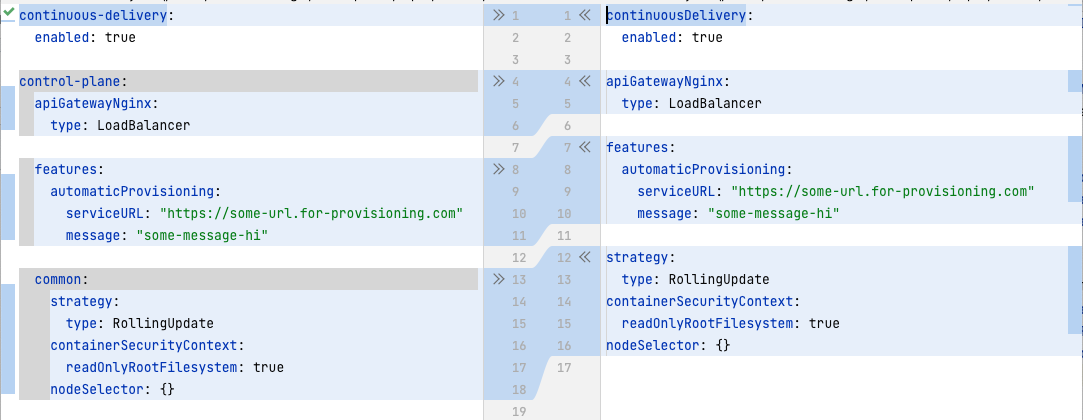 continuous-delivery:
  enabled: true
control-plane:
  apiGatewayNginx:
    type: LoadBalancer
  features:
    automaticProvisioning:
      serviceURL: "https://some-url.for-provisioning.com"
      message: "some-message-hi"
  common:
    strategy:
      type: RollingUpdate
    containerSecurityContext:
      readOnlyRootFilesystem: true
    nodeSelector: {}
1 1
2 2
3 3
4 4
5 5
6 6
7 7
8 8
9 9
10 10
11 11
12 12
13 13
14 14
15 15
16 16
17 17
18
19
continuousDelivery:
  enabled: true
apiGatewayNginx:
  type: LoadBalancer
features:
  automaticProvisioning:
    serviceURL: "https://some-url.for-provisioning.com"
    message: "some-message-hi"
strategy:
  type: RollingUpdate
containerSecurityContext:
  readOnlyRootFilesystem: true
nodeSelector: {}